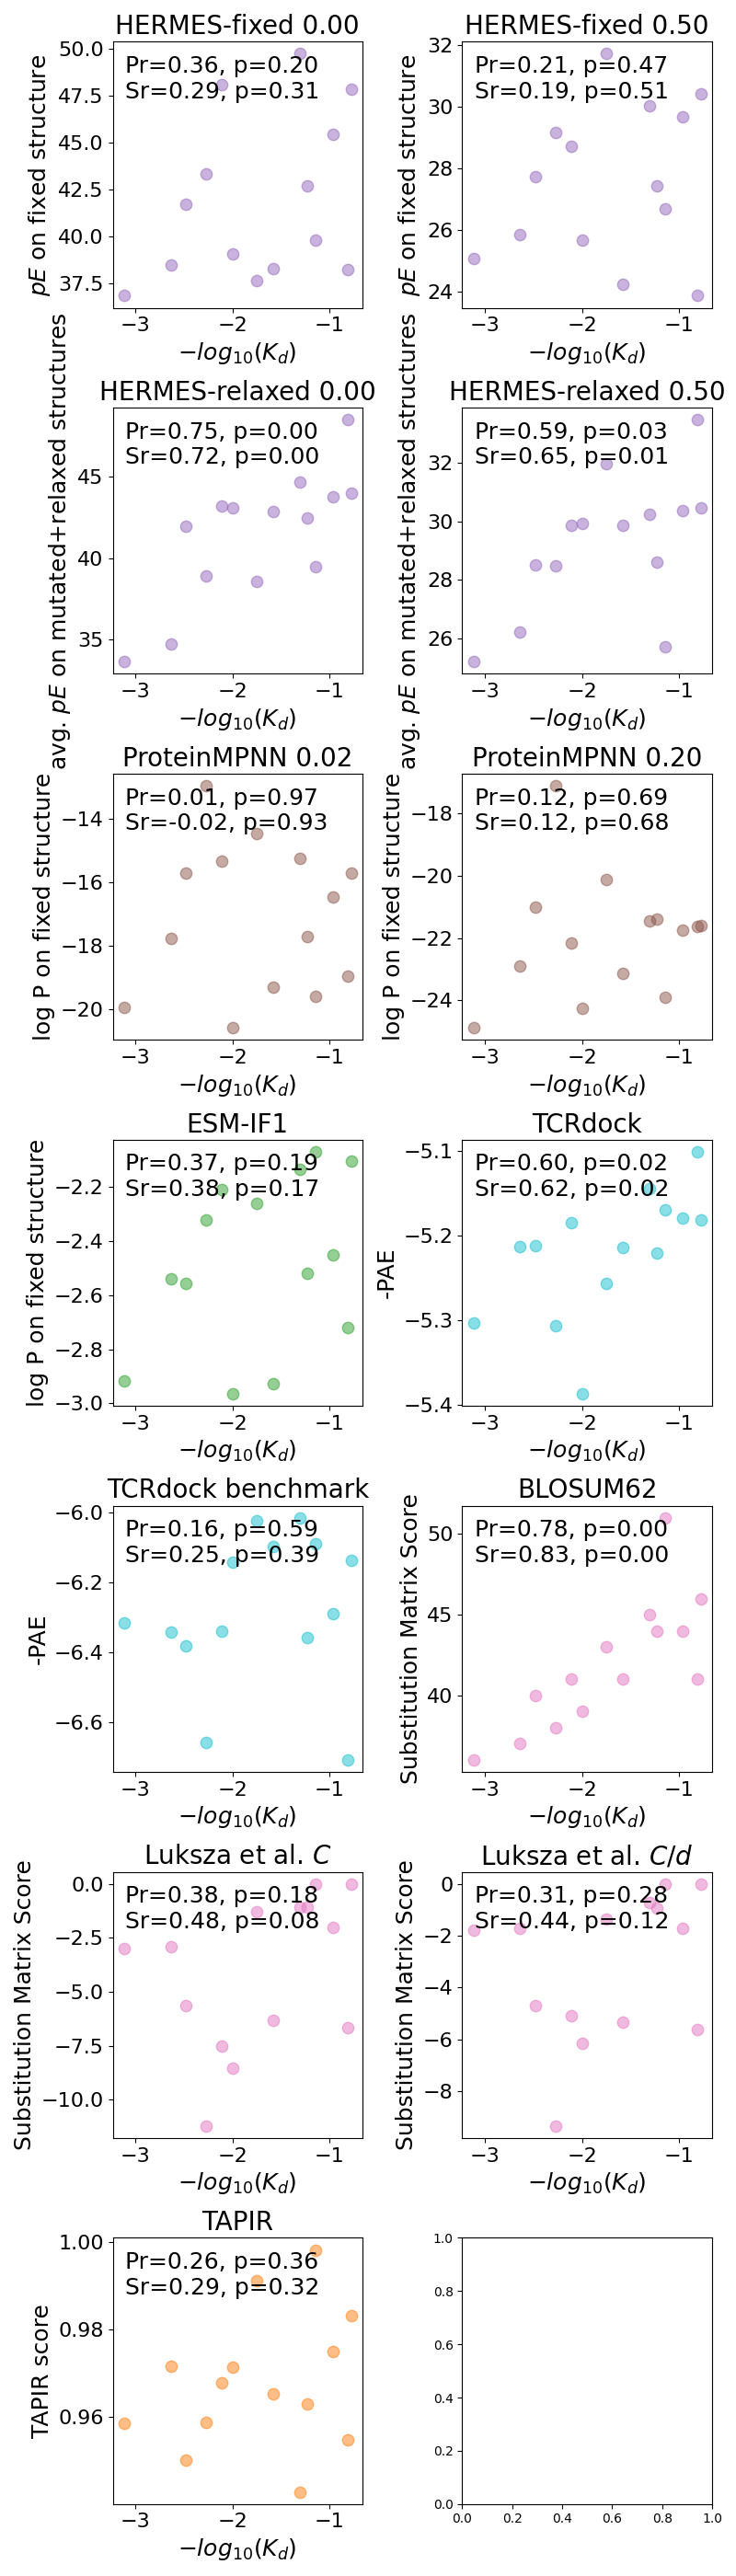 HERMES-fixed 0.00
Pr=0.36, p=0.20
Sr=0.29, p=0.31
pE on fixed structure
50.0
47.5
45.0
42.5
40.0
37.5
−3 −2 −1
−log10(Kd)
HERMES-fixed 0.50
Pr=0.21, p=0.47
Sr=0.19, p=0.51
pE on fixed structure
32
30
28
26
24
−3 −2 −1
−log10(Kd)
HERMES-relaxed 0.00
Pr=0.75, p=0.00
Sr=0.72, p=0.00
avg. pE on mutated+relaxed structures
45
40
35
−3 −2 −1
−log10(Kd)
HERMES-relaxed 0.50
Pr=0.59, p=0.03
Sr=0.65, p=0.01
avg. pE on mutated+relaxed structures
32
30
28
26
−3 −2 −1
−log10(Kd)
ProteinMPNN 0.02
Pr=0.01, p=0.97
Sr=-0.02, p=0.93
log P on fixed structure
−14
−16
−18
−20
−3 −2 −1
−log10(Kd)
ProteinMPNN 0.20
Pr=0.12, p=0.69
Sr=0.12, p=0.68
log P on fixed structure
−18
−20
−22
−24
−3 −2 −1
−log10(Kd)
ESM-IF1
Pr=0.37, p=0.19
Sr=0.38, p=0.17
log P on fixed structure
−2.2
−2.4
−2.6
−2.8
−3.0
−3 −2 −1
−log10(Kd)
TCRdock
Pr=0.60, p=0.02
Sr=0.62, p=0.02
-PAE
−5.1
−5.2
−5.3
−5.4
−3 −2 −1
−log10(Kd)
TCRdock benchmark
Pr=0.16, p=0.59
Sr=0.25, p=0.39
-PAE
−6.0
−6.2
−6.4
−6.6
−3 −2 −1
−log10(Kd)
BLOSUM62
Pr=0.78, p=0.00
Sr=0.83, p=0.00
Substitution Matrix Score
50
45
40
−3 −2 −1
−log10(Kd)
Luksza et al. C
Pr=0.38, p=0.18
Sr=0.48, p=0.08
Substitution Matrix Score
0.0
−2.5
−5.0
−7.5
−10.0
−3 −2 −1
−log10(Kd)
Luksza et al. C/d
Pr=0.31, p=0.28
Sr=0.44, p=0.12
Substitution Matrix Score
0
−2
−4
−6
−8
−3 −2 −1
−log10(Kd)
TAPIR
Pr=0.26, p=0.36
Sr=0.29, p=0.32
TAPIR score
1.00
0.98
0.96
−3 −2 −1
−log10(Kd)
1.0
0.8
0.6
0.4
0.2
0.0
0.0 0.2 0.4 0.6 0.8 1.0